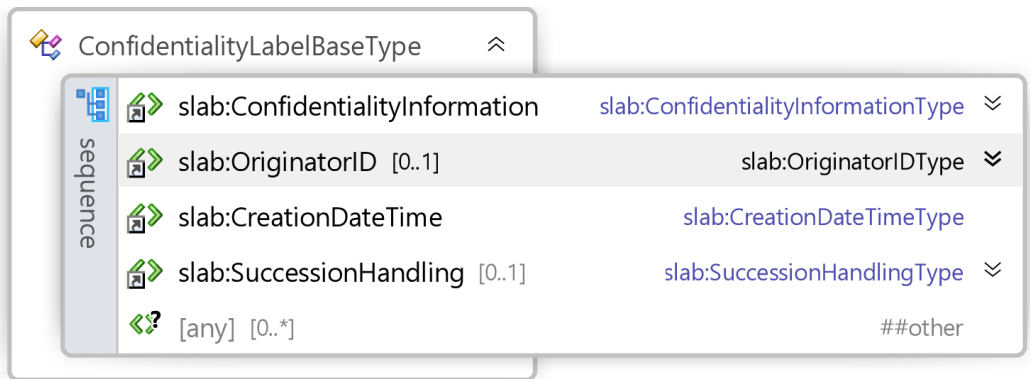 ConfidentialityLabelBaseType
sequence
slab:ConfidentialityInformation slab:ConfidentialityInformationType
slab:OriginatorID [0..1] slab:OriginatorIDType
slab:CreationDateTime slab:CreationDateTimeType
slab:SuccessionHandling [0..1] slab:SuccessionHandlingType
[any] [0..*] ##other